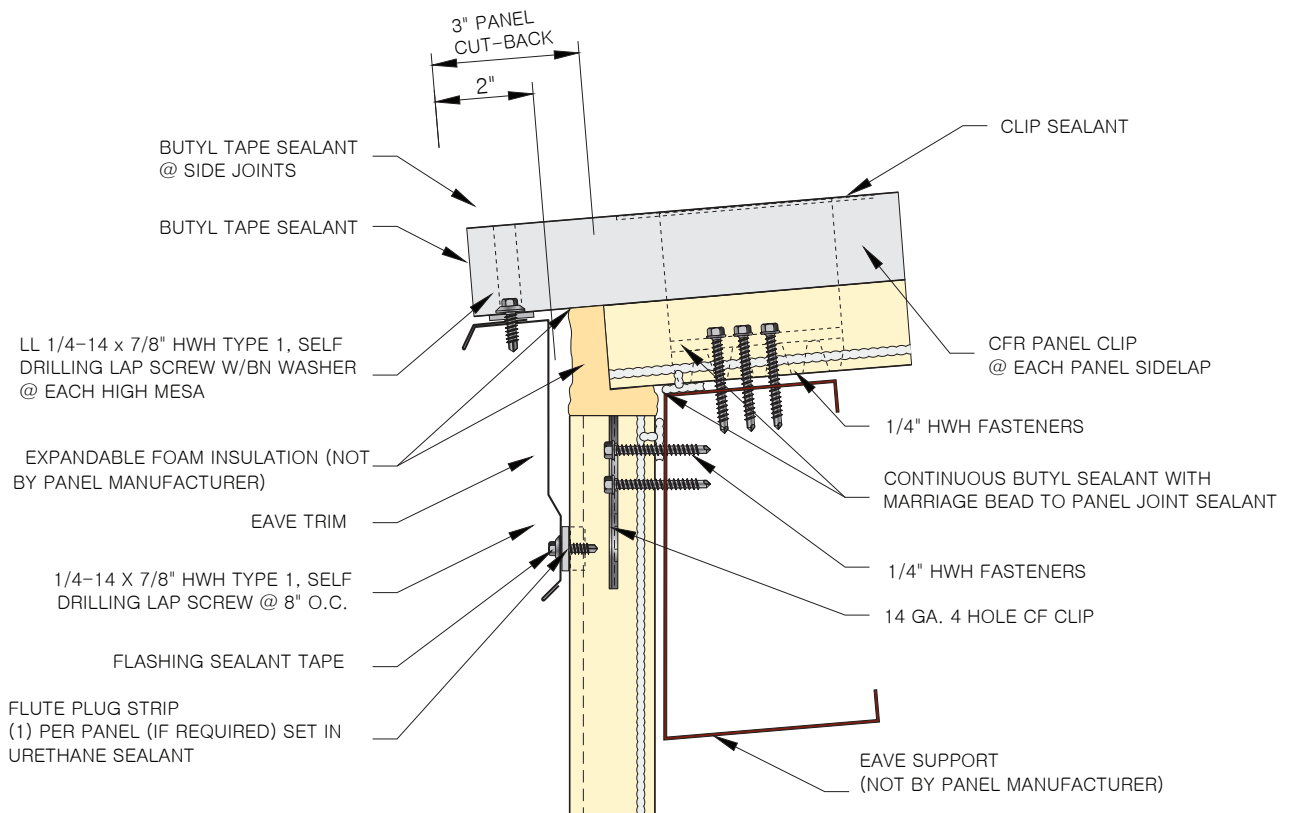 3" PANEL
CUT-BACK
2"
BUTYL TAPE SEALANT
@ SIDE JOINTS
BUTYL TAPE SEALANT
LL 1/4-14 x 7/8" HWH TYPE 1, SELF
DRILLING LAP SCREW W/BN WASHER
@ EACH HIGH MESA
EXPANDABLE FOAM INSULATION (NOT
BY PANEL MANUFACTURER)
EAVE TRIM
1/4-14 X 7/8" HWH TYPE 1, SELF
DRILLING LAP SCREW @ 8" O.C.
FLASHING SEALANT TAPE
FLUTE PLUG STRIP
(1) PER PANEL (IF REQUIRED) SET IN
URETHANE SEALANT
CLIP SEALANT
CFR PANEL CLIP
@ EACH PANEL SIDELAP
1/4" HWH FASTENERS
CONTINUOUS BUTYL SEALANT WITH
MARRIAGE BEAD TO PANEL JOINT SEALANT
1/4" HWH FASTENERS
14 GA. 4 HOLE CF CLIP
EAVE SUPPORT
(NOT BY PANEL MANUFACTURER)